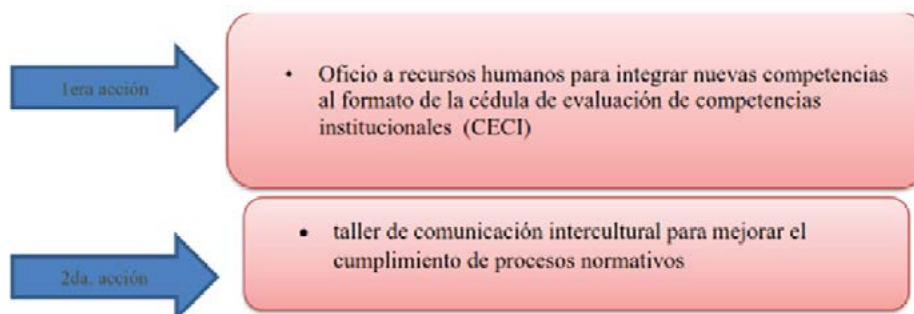 1era acción
• Oficio a recursos humanos para integrar nuevas competencias
al formato de la cédula de evaluación de competencias
institucionales (CECI)
2da. acción
• taller de comunicación intercultural para mejorar el
cumplimiento de procesos normativos